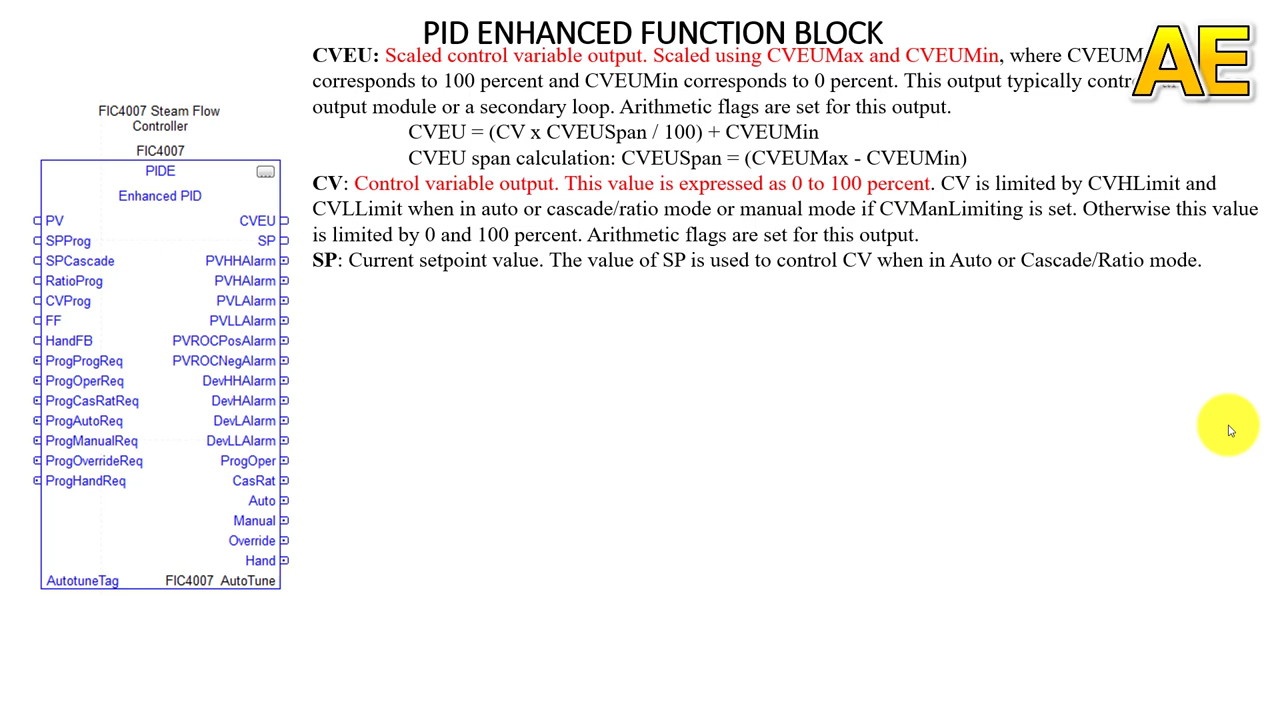 PID ENHANCED FUNCTION BLOCK
AE
CVEU: Scaled control variable output. Scaled using CVEUMax and CVEUMin, where
corresponds to 100 percent and CVEUMin corresponds to 0 percent. This output typically
output module or a secondary loop. Arithmetic flags are set for this output.
CVEU = (CV x CVEUSpan / 100) + CVEUMin
CVEU span calculation: CVEUSpan = (CVEUMax - CVEUMin)
CV: Control variable output. This value is expressed as 0 to 100 percent. CV is limited by CVHLimit and
CVLLimit when in auto or cascade/ratio mode or manual mode if CVManLimiting is set. Otherwise this value
is limited by 0 and 100 percent. Arithmetic flags are set for this output.
SP: Current setpoint value. The value of SP is used to control CV when in Auto or Cascade/Ratio mode.
FIC4007 Steam Flow
Controller
FIC4007
PIDE
...
Enhanced PID
PV CVEU
SPProg SP
SPCascade PVHHAlarm
RatioProg PVHAlarm
CVProg PVLAlarm
FF PVLLAlarm
HandFB PVROCPosAlarm
ProgProgReq PVROCNegAlarm
ProgOperReq DevHHAlarm
ProgCasRatReq DevHAlarm
ProgAutoReq DevLAlarm
ProgManualReq DevLLAlarm
ProgOverrideReq ProgOper
ProgHandReq CasRat
Auto
Manual
Override
Hand
AutotuneTag FIC4007_AutoTune